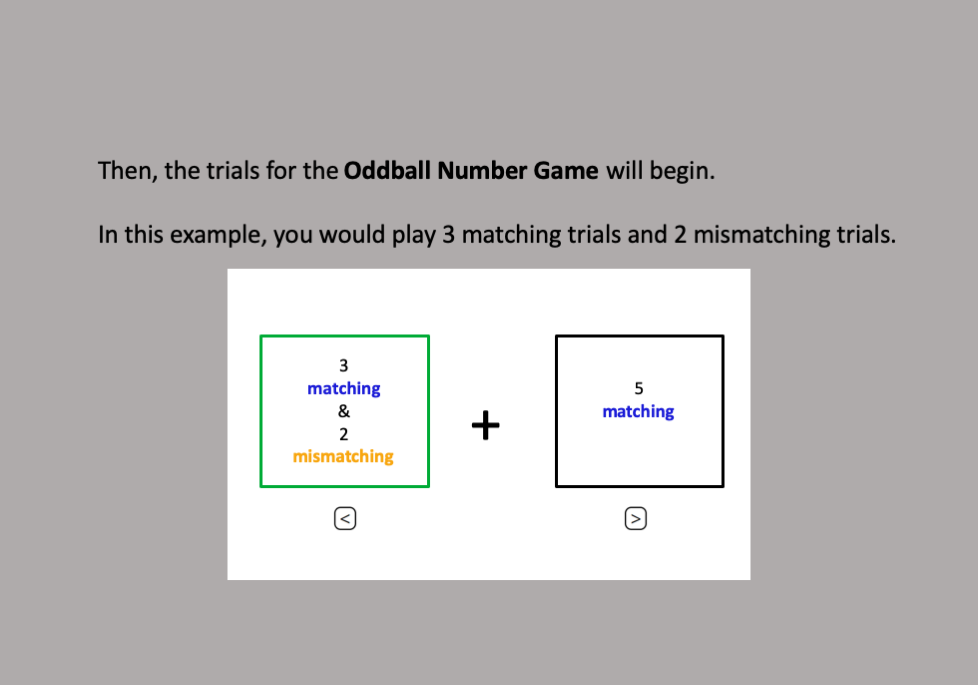 Then, the trials for the Oddball Number Game will begin.
In this example, you would play 3 matching trials and 2 mismatching trials.
3
matching
&
2
mismatching
+
5
matching
<
>